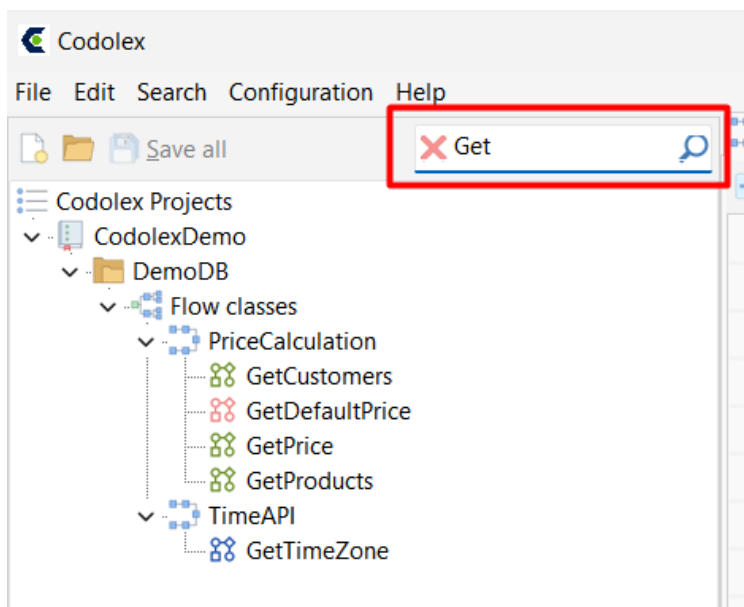 Codolex
File Edit Search Configuration Help
Save all Get
Codolex Projects
CodolexDemo
DemoDB
Flow classes
PriceCalculation
GetCustomers
GetDefaultPrice
GetPrice
GetProducts
TimeAPI
GetTimeZone